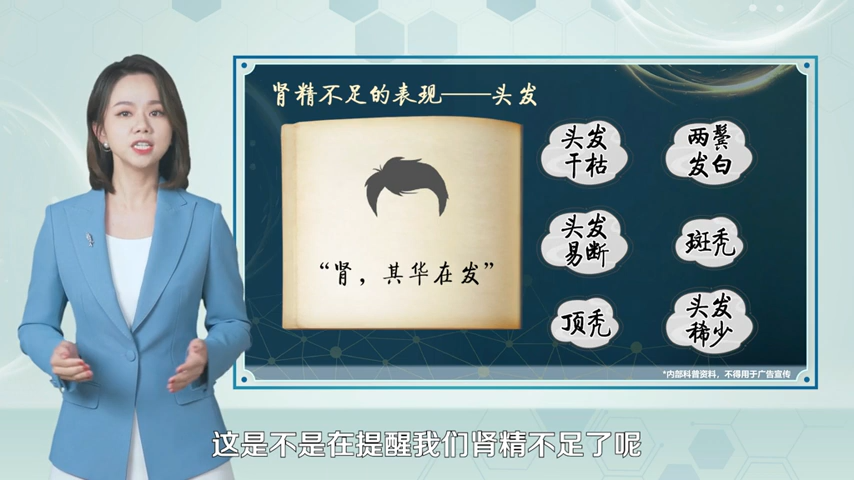 肾精不足的表现——头发
“肾，其华在发”
头发
干枯
两鬓
发白
头发
易断
斑秃
顶秃
头发
稀少
*内部科普资料，不得用于广告宣传
这是不是在提醒我们肾精不足了呢